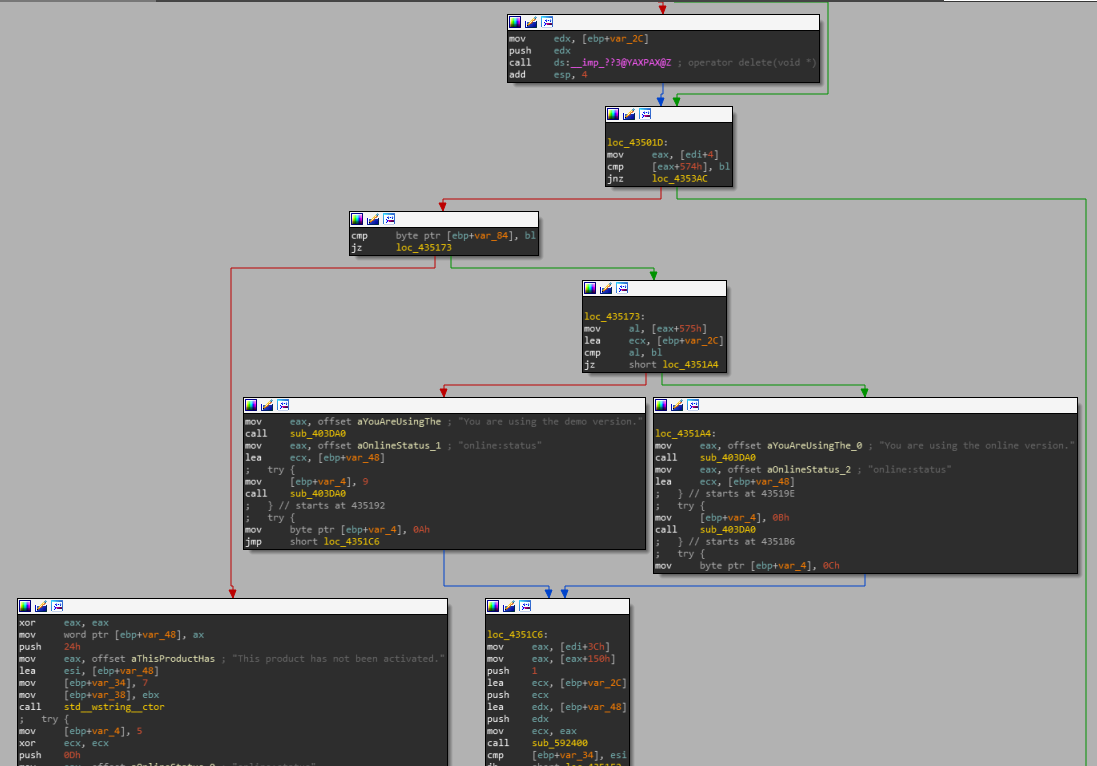 mov     edx, [ebp+var_2C]
push    edx
call    ds:__imp_??3@YAXPAX@Z ; operator delete(void *)
add     esp, 4
loc_43501D:
mov     eax, [edi+4]
cmp     [eax+574h], bl
jnz     loc_4353AC
cmp     byte ptr [ebp+var_84], bl
jz      loc_435173
loc_435173:
mov     al, [eax+575h]
lea     ecx, [ebp+var_2C]
cmp     al, bl
jz      short loc_4351A4
mov     eax, offset aYouAreUsingThe ; "You are using the demo version."
call    sub_403DA0
mov     eax, offset aOnlineStatus_1 ; "online:status"
lea     ecx, [ebp+var_48]
;   try {
mov     [ebp+var_4], 9
call    sub_403DA0
;   } // starts at 435192
;   try {
mov     byte ptr [ebp+var_4], 0Ah
jmp     short loc_4351C6
loc_4351A4:
mov     eax, offset aYouAreUsingThe_0 ; "You are using the online version."
call    sub_403DA0
mov     eax, offset aOnlineStatus_2 ; "online:status"
lea     ecx, [ebp+var_48]
;   } // starts at 43519E
;   try {
mov     [ebp+var_4], 0Bh
call    sub_403DA0
;   } // starts at 4351B6
;   try {
mov     byte ptr [ebp+var_4], 0Ch
xor     eax, eax
mov     word ptr [ebp+var_48], ax
push    24h
mov     eax, offset aThisProductHas ; "This product has not been activated."
lea     esi, [ebp+var_48]
mov     [ebp+var_34], 7
mov     [ebp+var_38], ebx
call    std__wstring__ctor
;   try {
mov     [ebp+var_4], 5
xor     ecx, ecx
push    0Dh
loc_4351C6:
mov     eax, [edi+3Ch]
mov     eax, [eax+150h]
push    1
lea     ecx, [ebp+var_2C]
push    ecx
lea     edx, [ebp+var_48]
push    edx
mov     ecx, eax
call    sub_592400
cmp     [ebp+var_34], esi